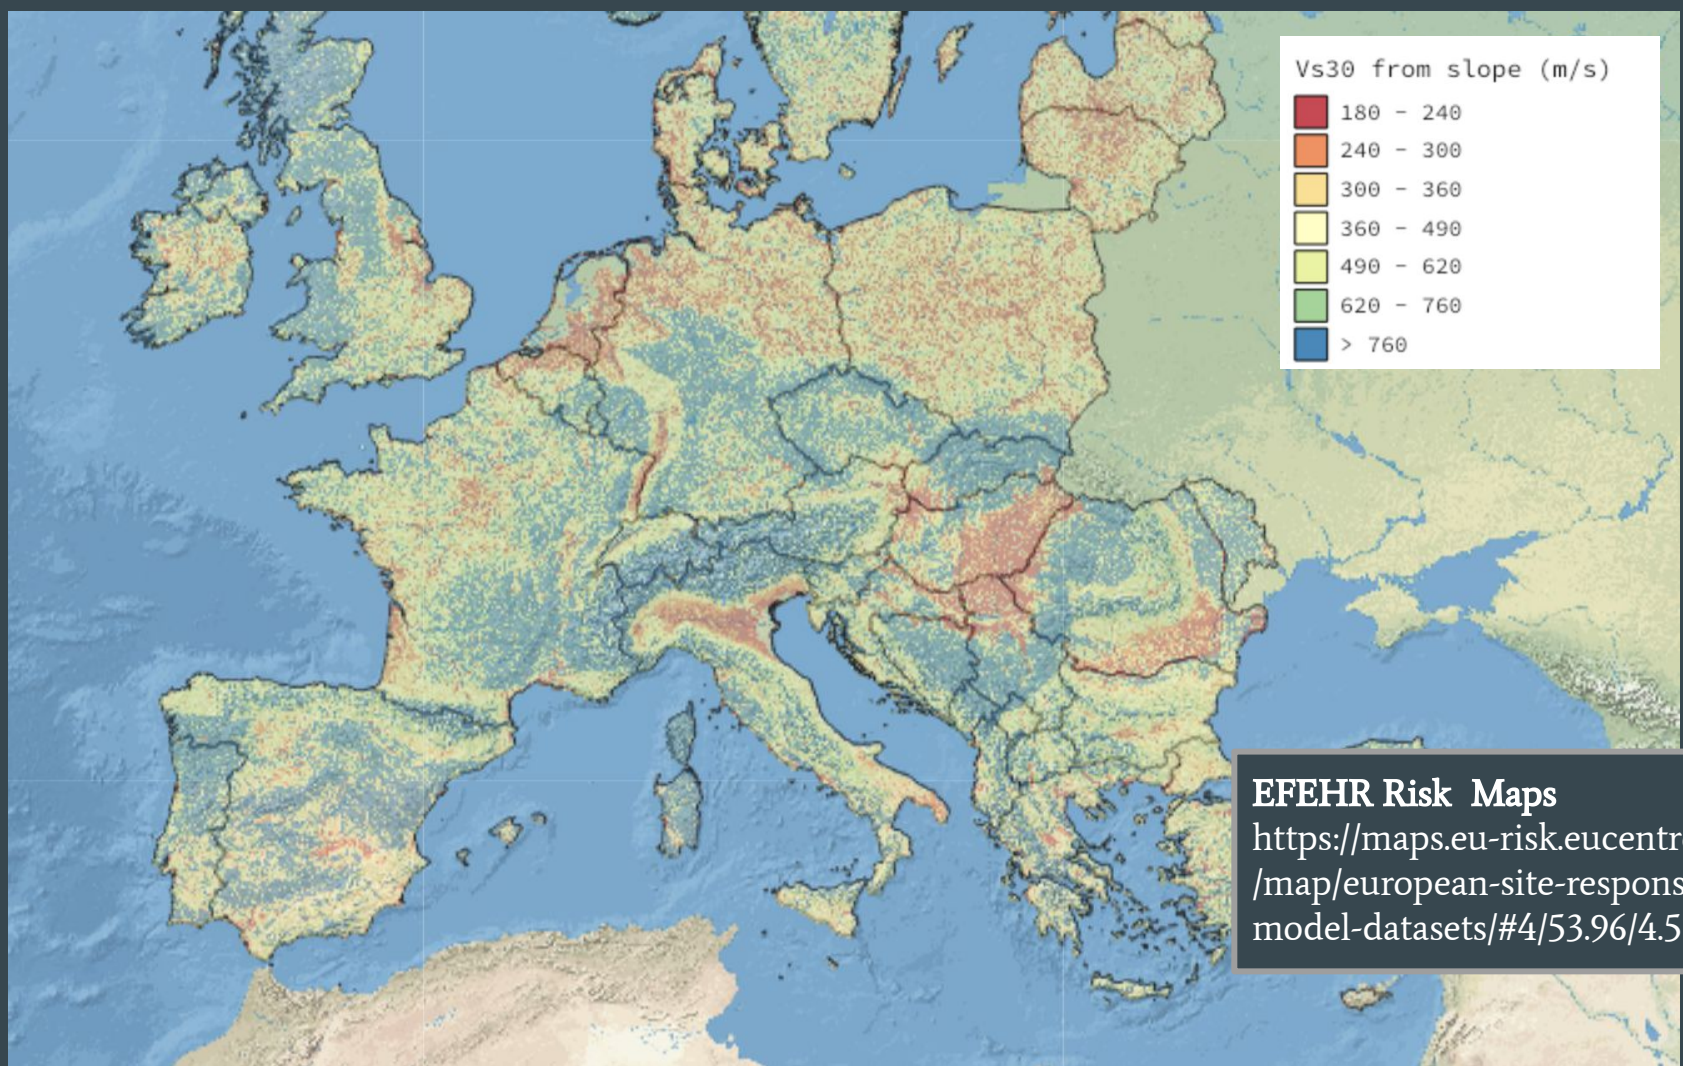 Vs30 from slope (m/s)
180 - 240
240 - 300
300 - 360
360 - 490
490 - 620
620 - 760
> 760
EFEHR Risk Maps
https://maps.eu-risk.eucentr
/map/european-site-respons
model-datasets/#4/53.96/4.5